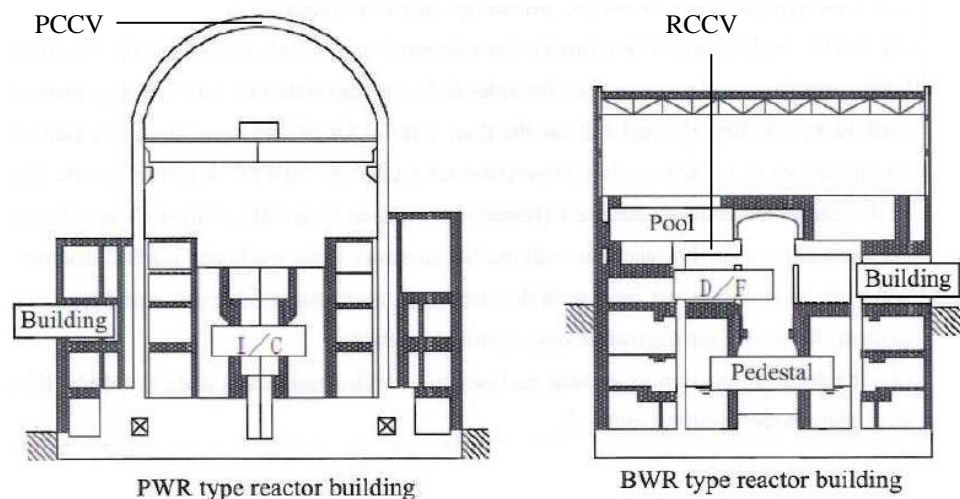 PCCV
RCCV
Pool
D/F
Building
Building
I/C
Pedestal
PWR type reactor building
BWR type reactor building